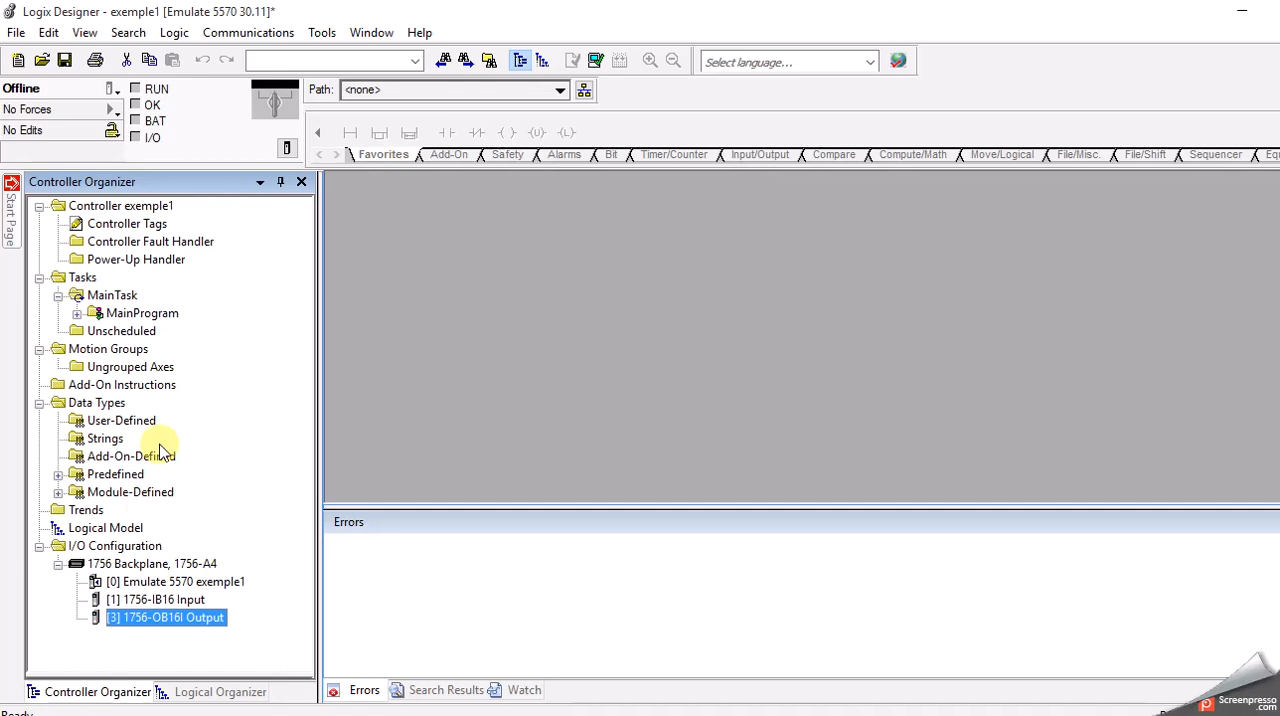 Logix Designer - exemple1 [Emulate 5570 30.11]*
File Edit View Search Logic Communications Tools Window Help
Select language...
Offline
RUN
Path: <none>
No Forces
OK
No Edits
BAT
I/O
Favorites Add-On Safety Alarms Bit Timer/Counter Input/Output Compare Compute/Math Move/Logical File/Misc. File/Shift Sequencer
Start Page
Controller Organizer
Controller exemple1
Controller Tags
Controller Fault Handler
Power-Up Handler
Tasks
MainTask
MainProgram
Unscheduled
Motion Groups
Ungrouped Axes
Add-On Instructions
Data Types
User-Defined
Strings
Add-On-Defined
Predefined
Module-Defined
Trends
Logical Model
I/O Configuration
1756 Backplane, 1756-A4
[0] Emulate 5570 exemple1
[1] 1756-IB16 Input
[3] 1756-OB16I Output
Controller Organizer Logical Organizer
Errors
Errors Search Results Watch
Screenpresso
.com